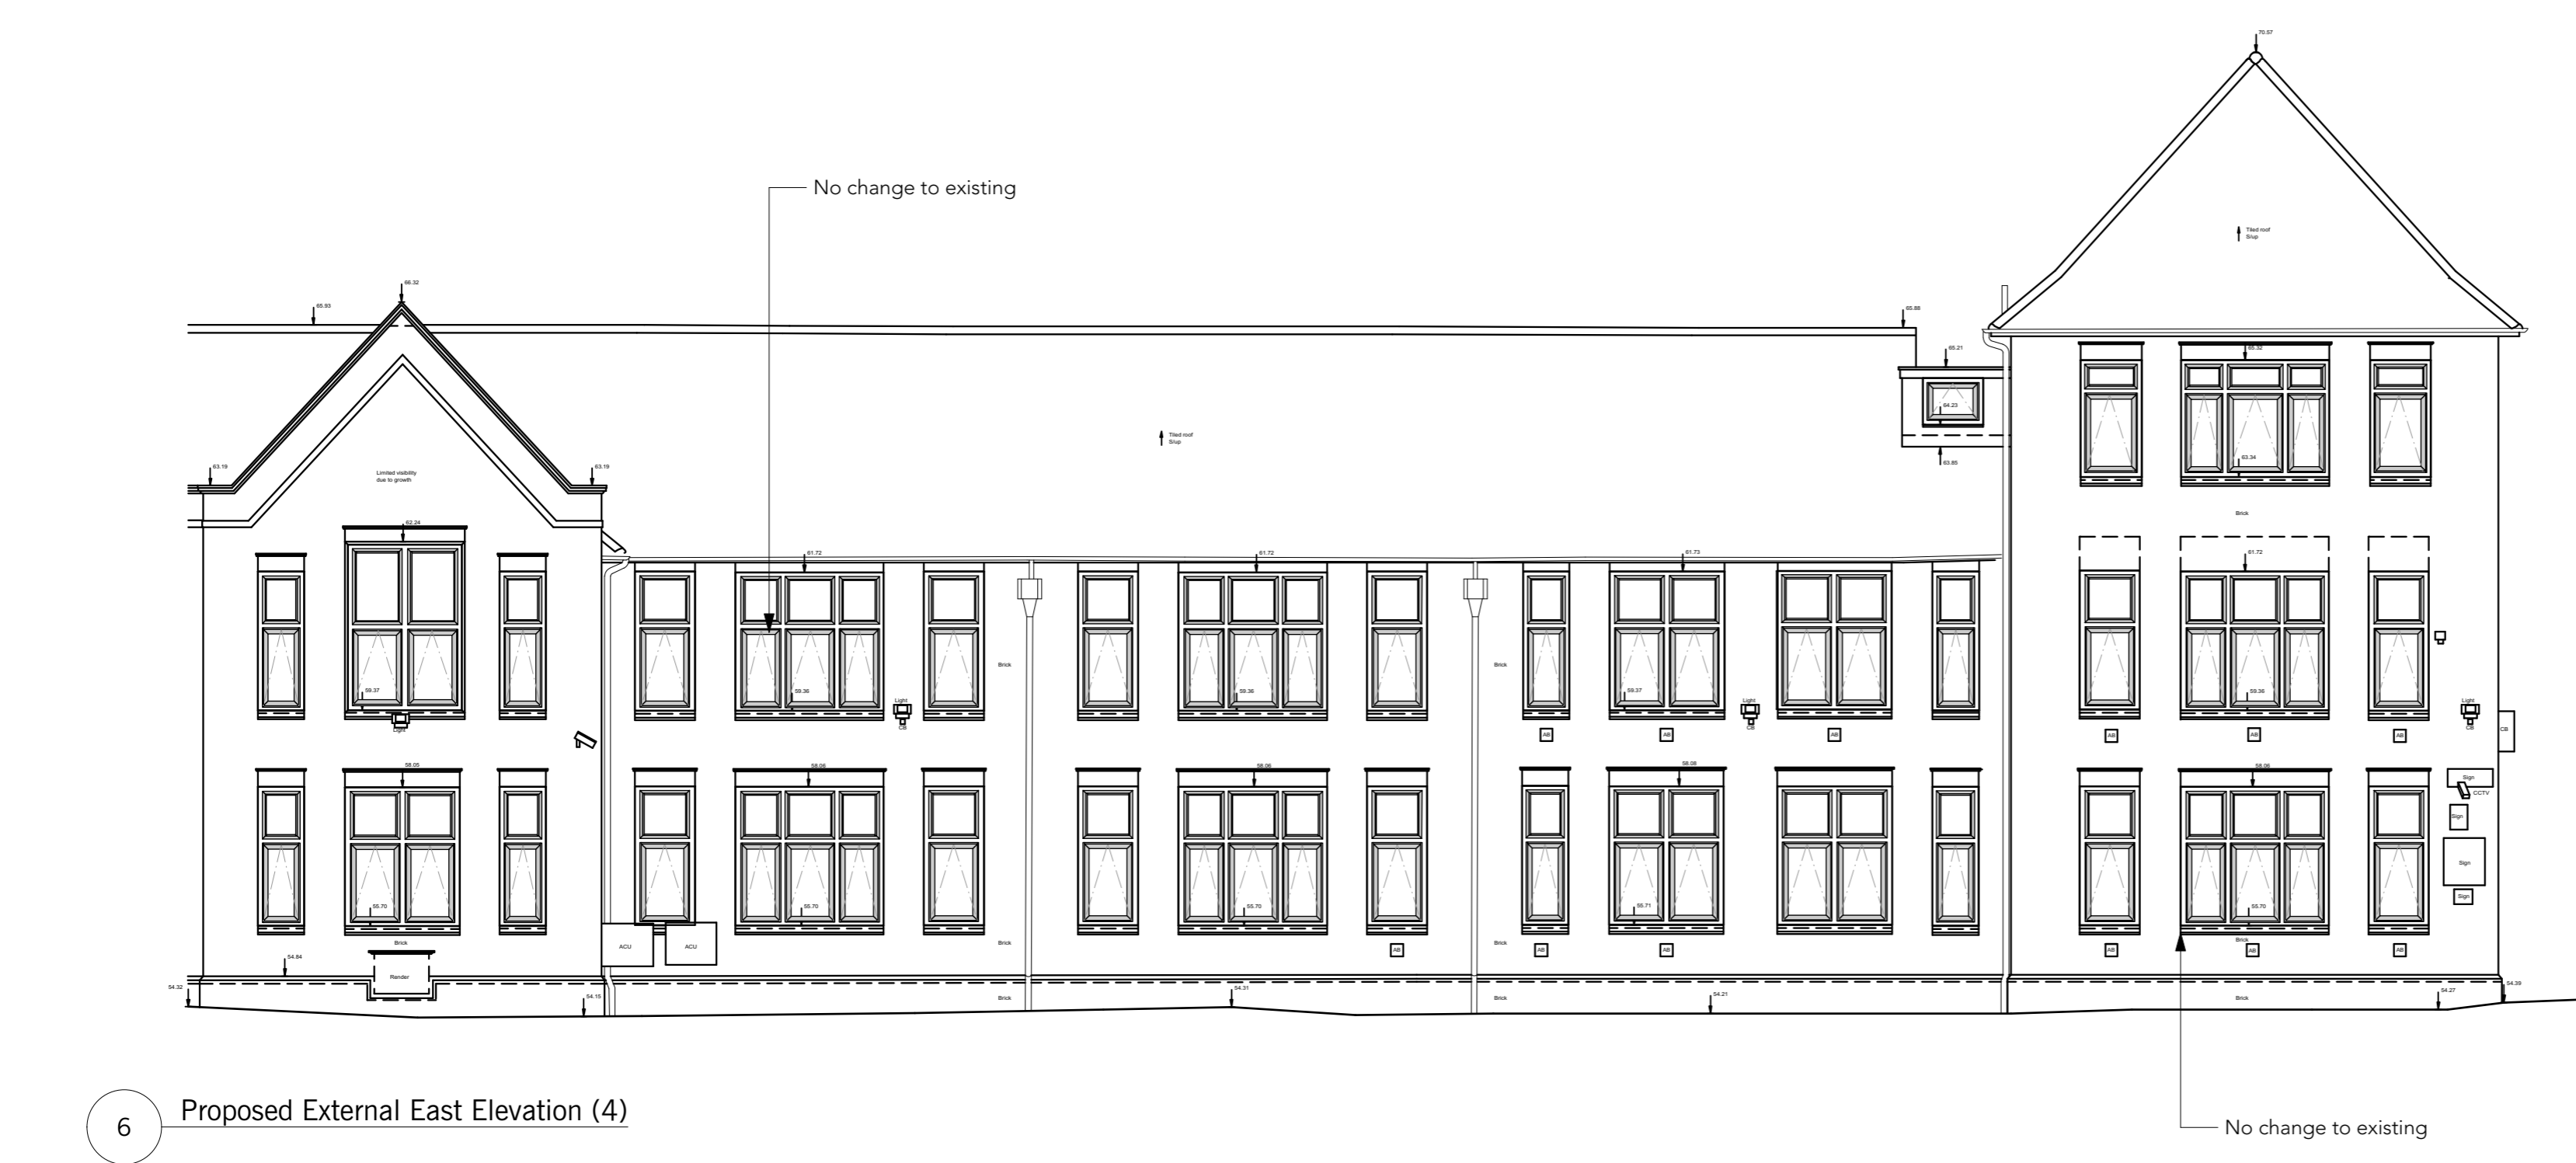 70.57
No change to existing
Tiled roof
S/up
66.32
65.93
65.88
65.21
65.32
64.23
Tiled roof
S/up
63.85
63.34
63.19
63.19
Limited visibility
due to growth
Brick
62.24
61.72
61.72
61.73
61.72
Brick
Brick
59.37
59.36
59.36
59.37
59.36
Light
Light
Light
Light
CB
CB
CB
CB
AB
AB
AB
AB
AB
AB
58.05
58.06
58.06
58.08
58.06
Sign
CCTV
Sign
Sign
Sign
55.70
55.70
55.70
55.71
55.70
Brick
ACU
ACU
Brick
Brick
Brick
AB
AB
AB
AB
AB
AB
54.84
Render
54.32
54.15
Brick
54.31
Brick
54.21
Brick
54.27
54.39
6
Proposed External East Elevation (4)
No change to existing